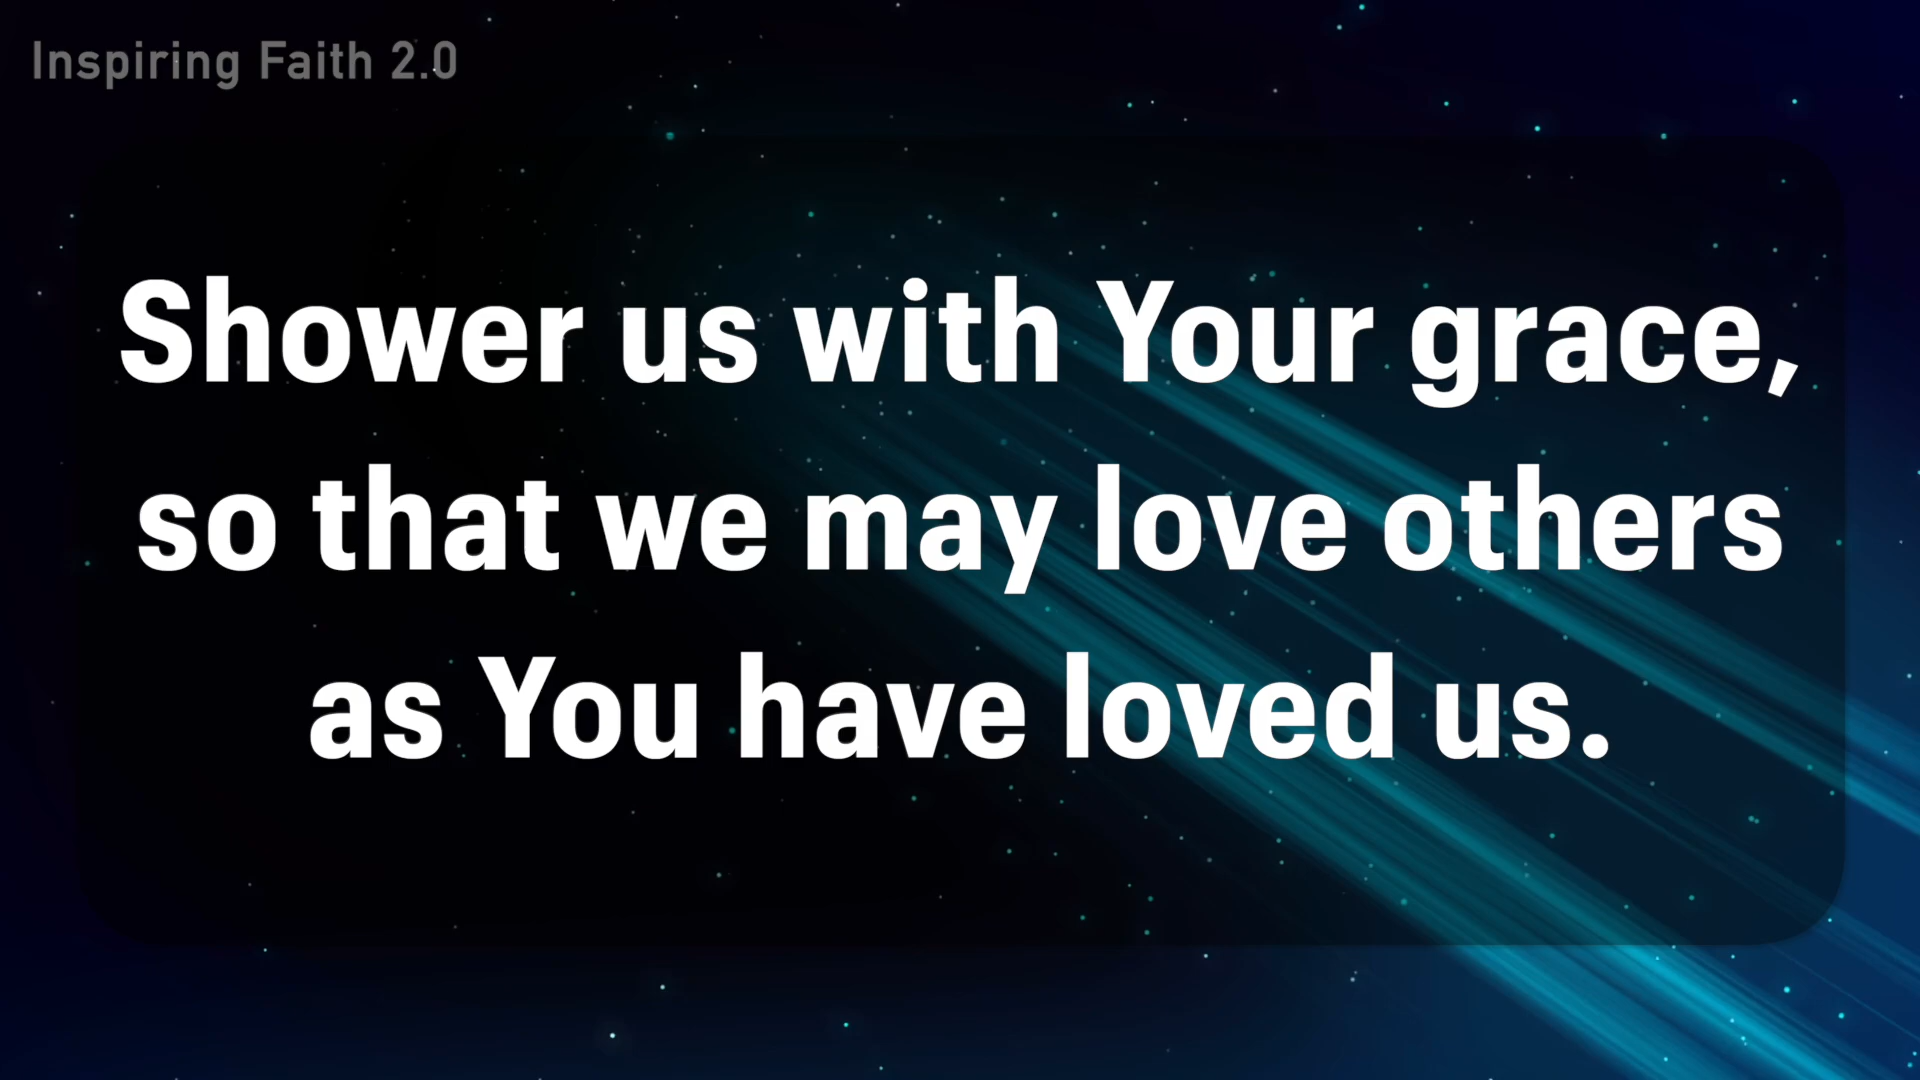 Inspiring Faith 2.0
Shower us with Your grace,
so that we may love others
as You have loved us.